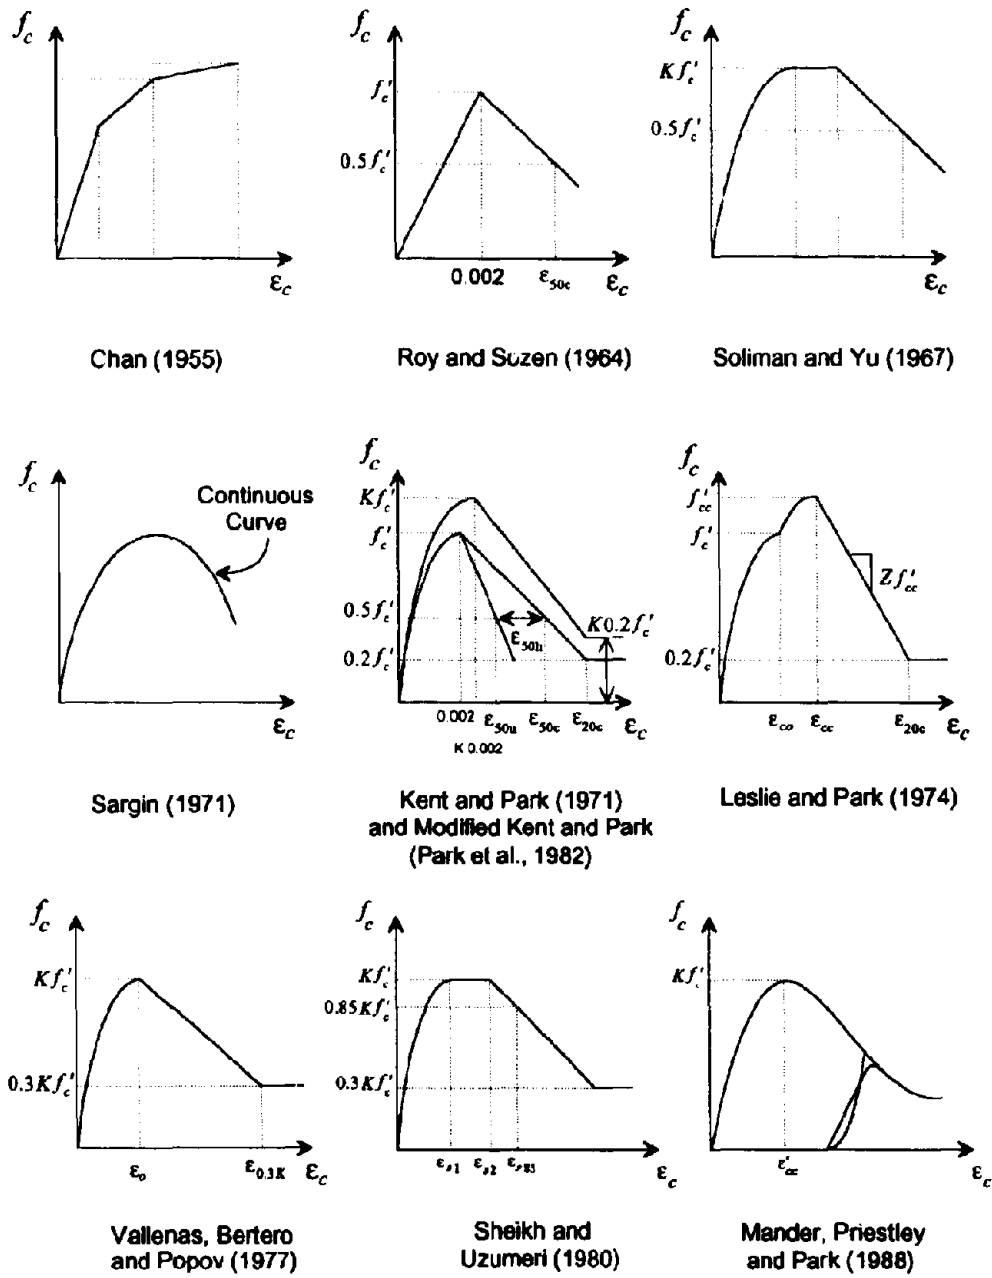 f_c
ε_c
Chan (1955)
f_c
f_c'
0.5f_c'
0.002
ε_50c
ε_c
Roy and Sozen (1964)
f_c
Kf_c'
0.5f_c'
ε_c
Soliman and Yu (1967)
f_c
Continuous
Curve
ε_c
Sargin (1971)
f_c
Kf_c'
f_c'
0.5f_c'
0.2f_c'
ε_50h
K0.2f_c'
0.002
ε_50u
ε_50c
ε_20c
ε_c
K 0.002
Kent and Park (1971)
and Modified Kent and Park
(Park et al., 1982)
f_c
f_cc'
f_c'
0.2f_c'
Zf_cc'
ε_co
ε_cc
ε_20c
ε_c
Leslie and Park (1974)
f_c
Kf_c'
0.3Kf_c'
ε_o
ε_0.3K
ε_c
Vallenas, Bertero
and Popov (1977)
f_c
Kf_c'
0.85Kf_c'
0.3Kf_c'
ε_s1
ε_s2
ε_s85
ε_c
Sheikh and
Uzumeri (1980)
f_c
Kf_c'
ε_cc'
ε_c
Mander, Priestley
and Park (1988)